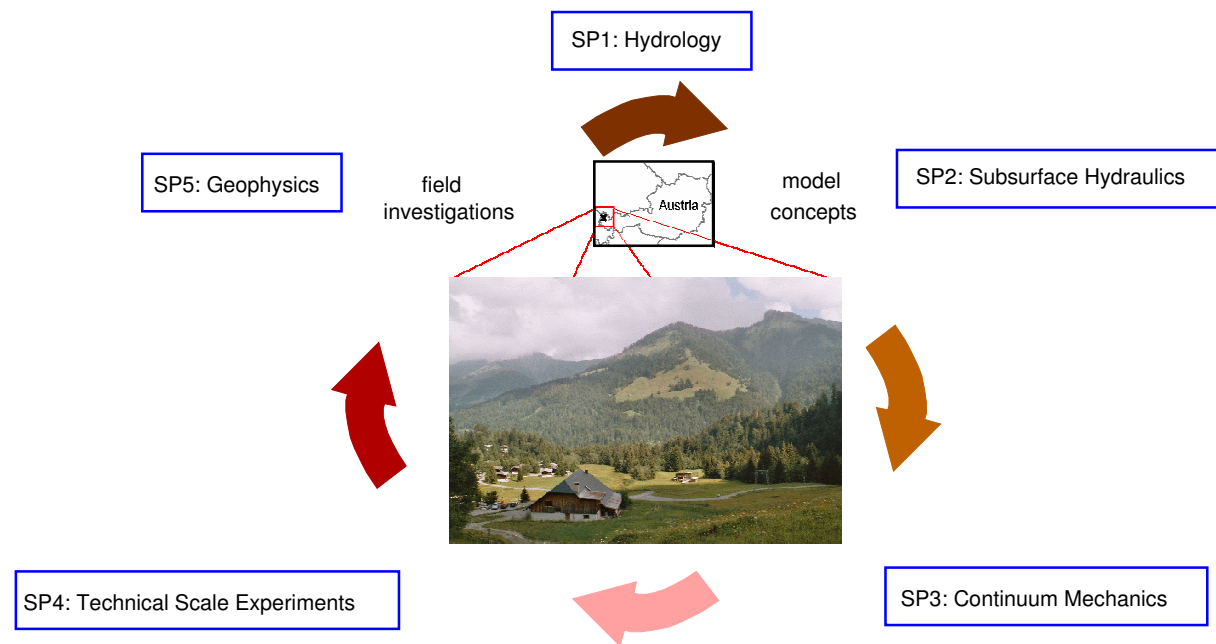 SP1: Hydrology
SP5: Geophysics
field
investigations
Austria
model
concepts
SP2: Subsurface Hydraulics
SP4: Technical Scale Experiments
SP3: Continuum Mechanics